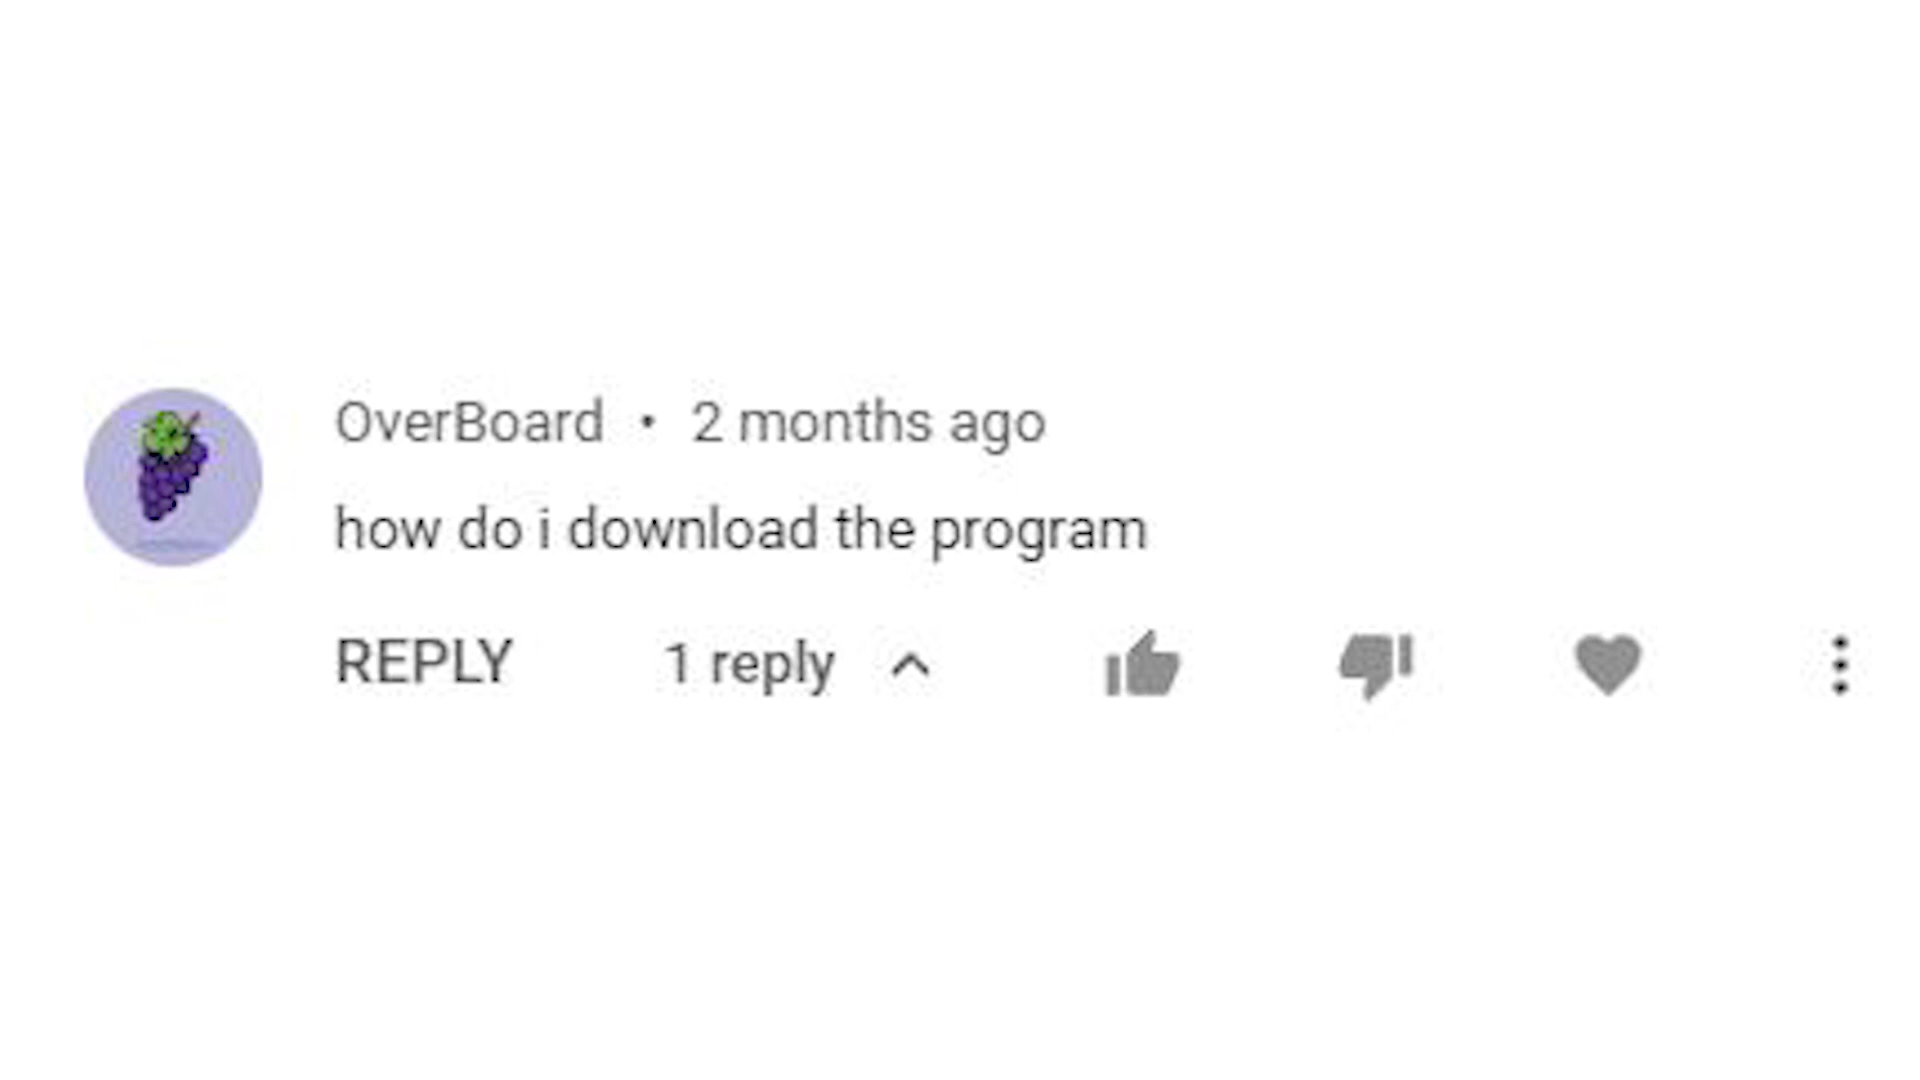 OverBoard • 2 months ago
how do i download the program
REPLY 1 reply